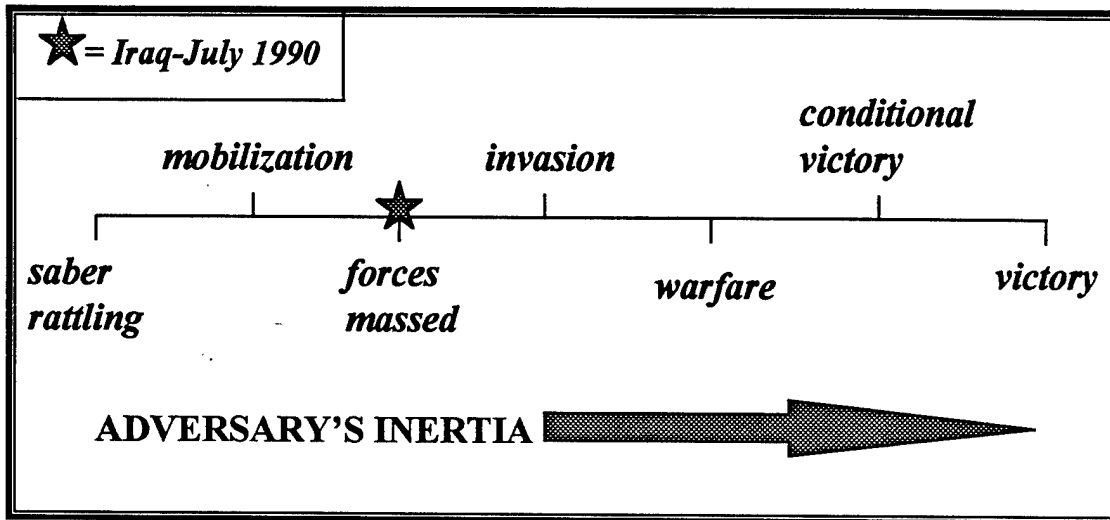 = Iraq-July 1990
conditional
victory
mobilization
invasion
saber
rattling
forces
massed
warfare
victory
ADVERSARY'S INERTIA